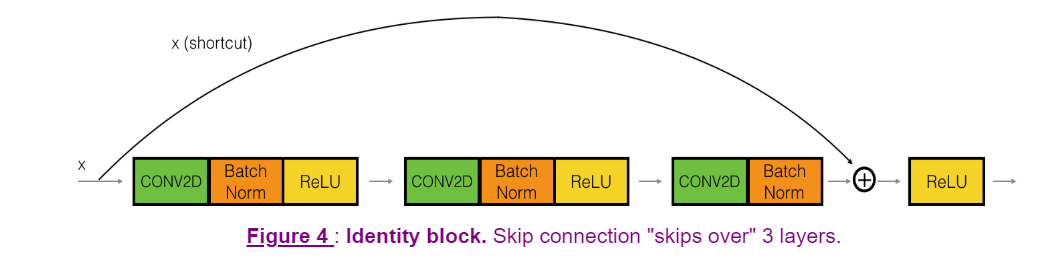 x (shortcut)
x
CONV2D
Batch
Norm
ReLU
CONV2D
Batch
Norm
ReLU
CONV2D
Batch
Norm
+
ReLU
Figure 4 : Identity block. Skip connection "skips over" 3 layers.